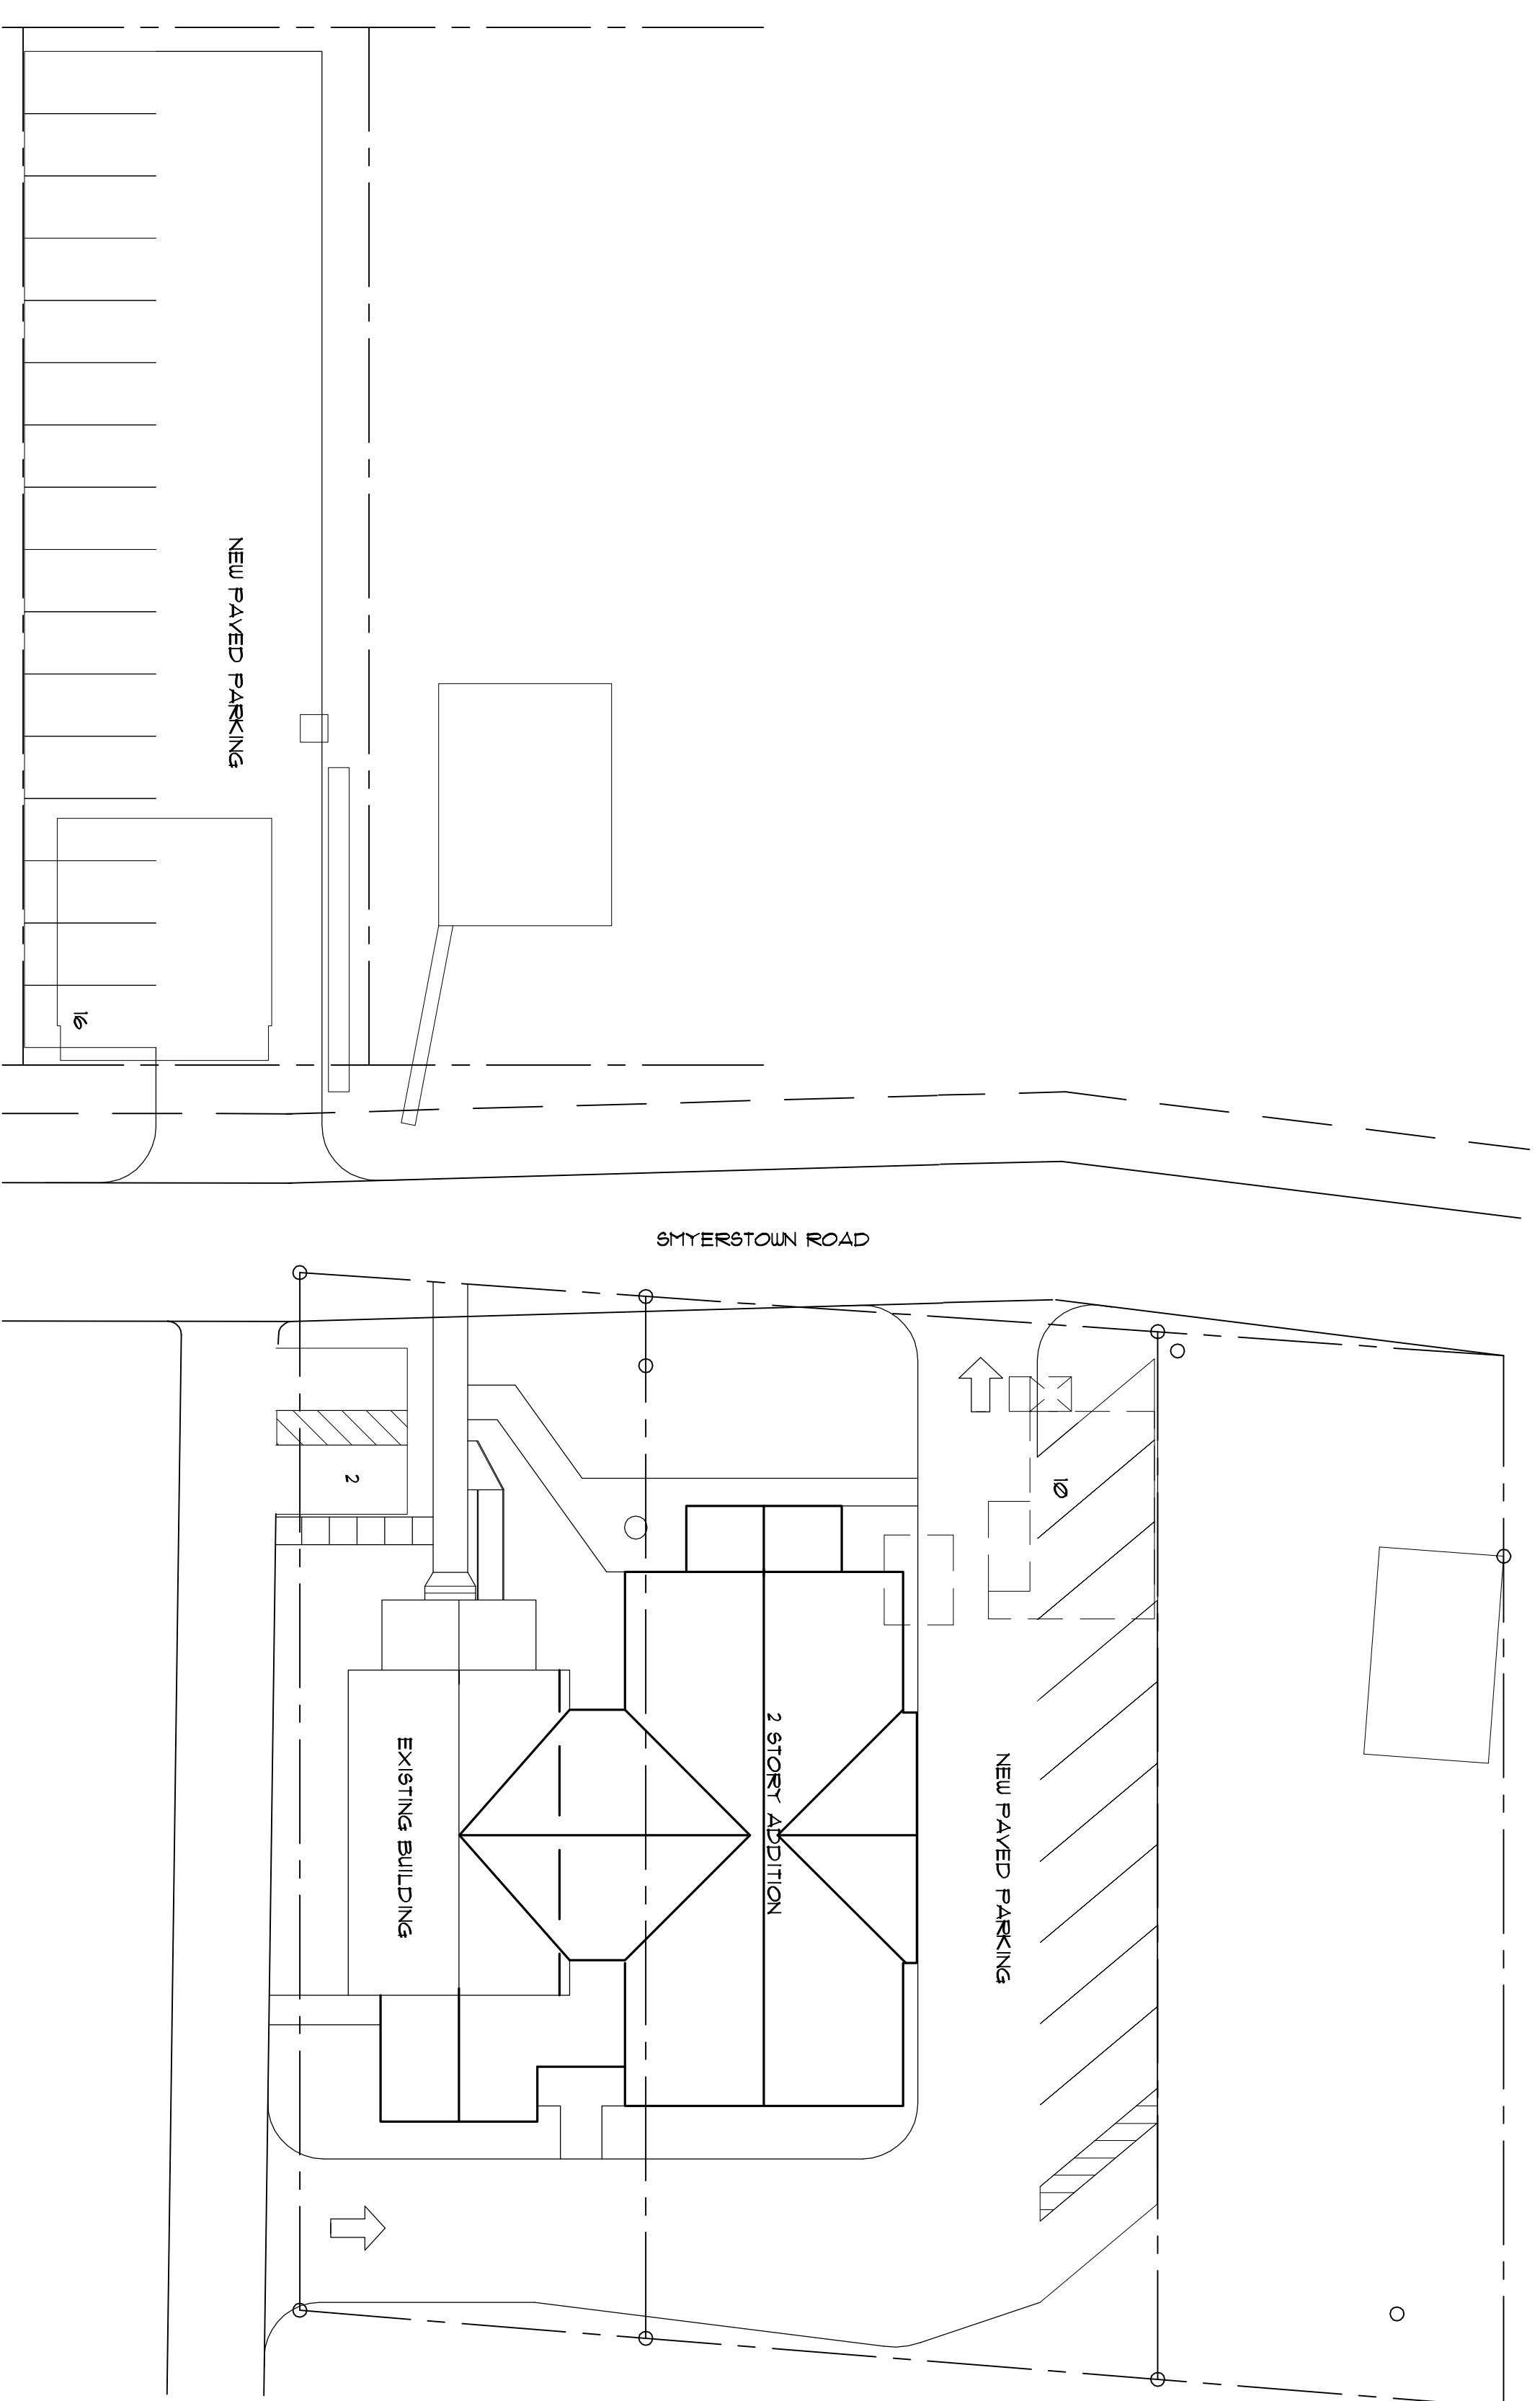 NEW PAVED PARKING
16
SMYERSTOWN ROAD
2
10
EXISTING BUILDING
2 STORY ADDITION
NEW PAVED PARKING